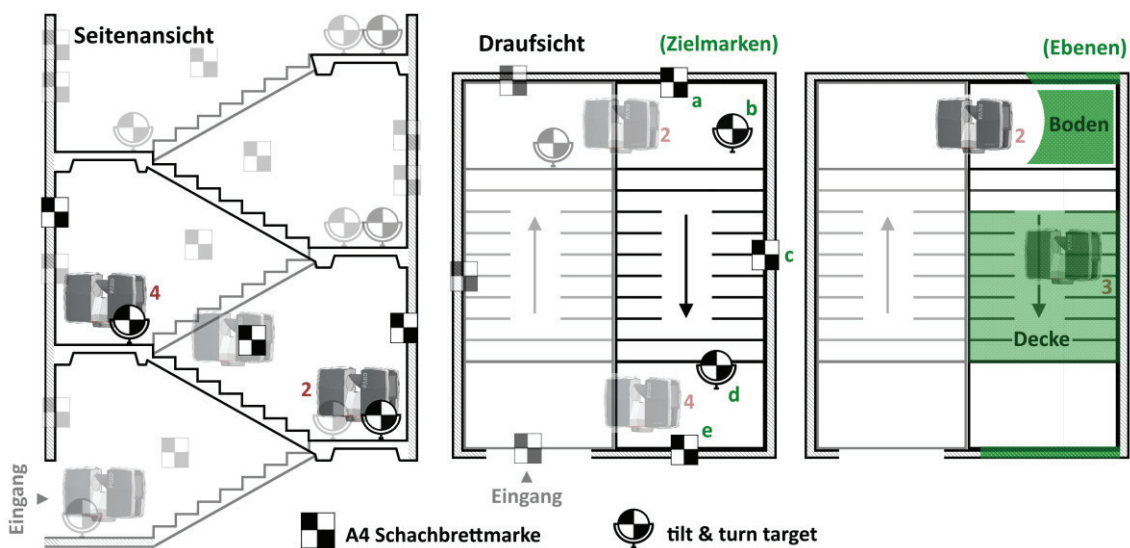 Seitenansicht
4
2
Eingang
Draufsicht
(Zielmarken)
a
b
2
c
d
4
e
Eingang
(Ebenen)
2
Boden
3
Decke
A4 Schachbrettmarke
tilt & turn target